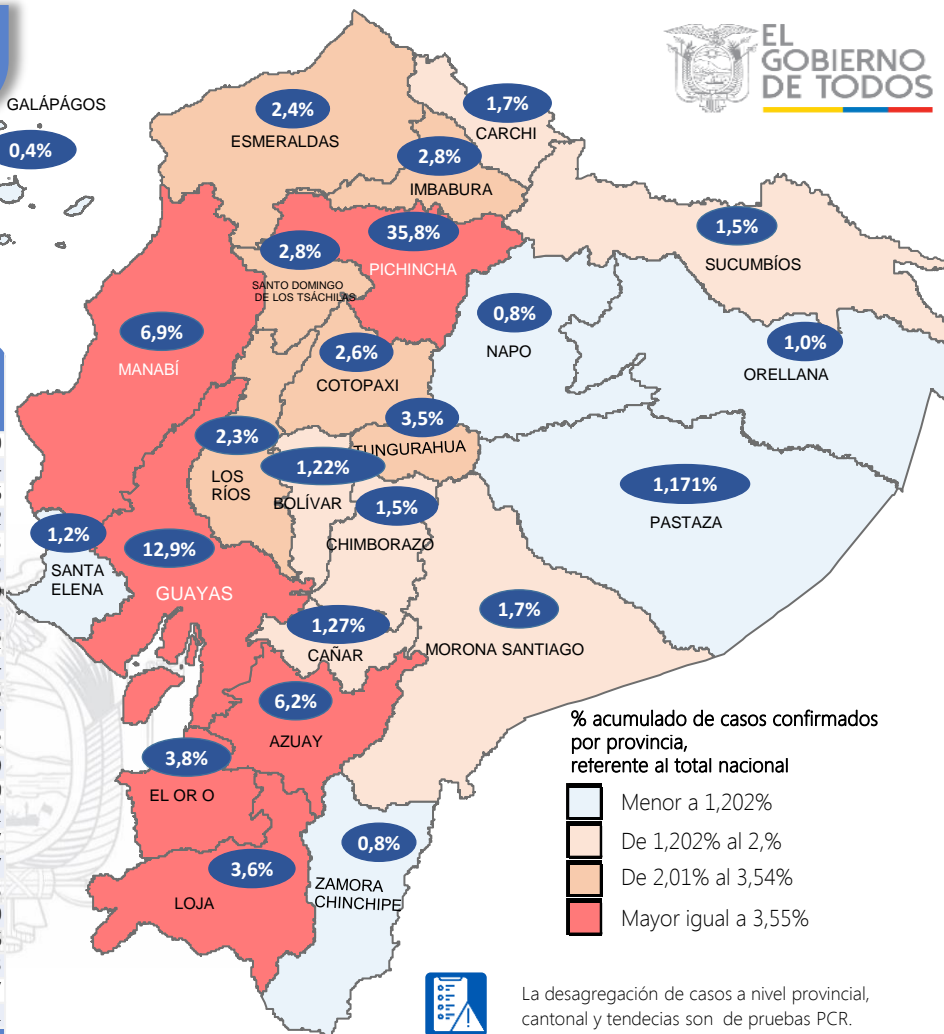 EL
GOBIERNO
DE TODOS
GALÁPÁGOS
0,4%
2,4%
ESMERALDAS
1,7%
CARCHI
2,8%
IMBABURA
35,8%
PICHINCHA
1,5%
SUCUMBÍOS
2,8%
SANTO DOMINGO
DE LOS TSÁCHILAS
6,9%
MANABÍ
0,8%
NAPO
1,0%
ORELLANA
2,6%
COTOPAXI
3,5%
TUNGURAHUA
2,3%
LOS
RÍOS
1,22%
BOLÍVAR
1,5%
CHIMBORAZO
1,171%
PASTAZA
1,2%
SANTA
ELENA
12,9%
GUAYAS
1,27%
CAÑAR
1,7%
MORONA SANTIAGO
6,2%
AZUAY
3,8%
EL OR O
3,6%
LOJA
0,8%
ZAMORA
CHINCHIPE
% acumulado de casos confirmados
por provincia,
referente al total nacional
Menor a 1,202%
De 1,202% al 2,%
De 2,01% al 3,54%
Mayor igual a 3,55%
La desagregación de casos a nivel provincial,
cantonal y tendecias son de pruebas PCR.